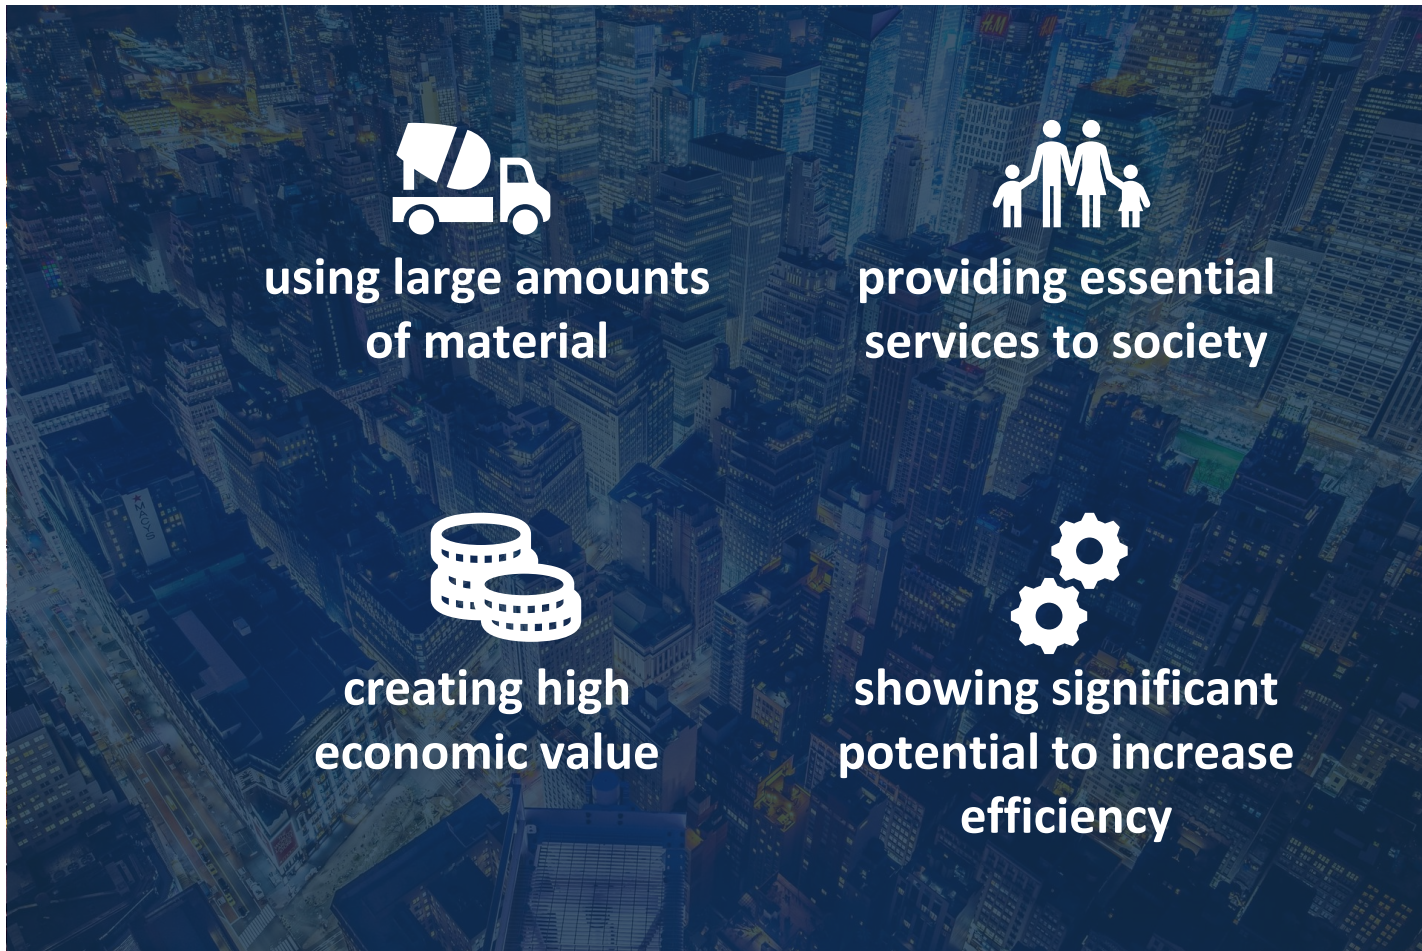 H&M
using large amounts
of material
providing essential
services to society
★MACY'S
creating high
economic value
showing significant
potential to increase
efficiency